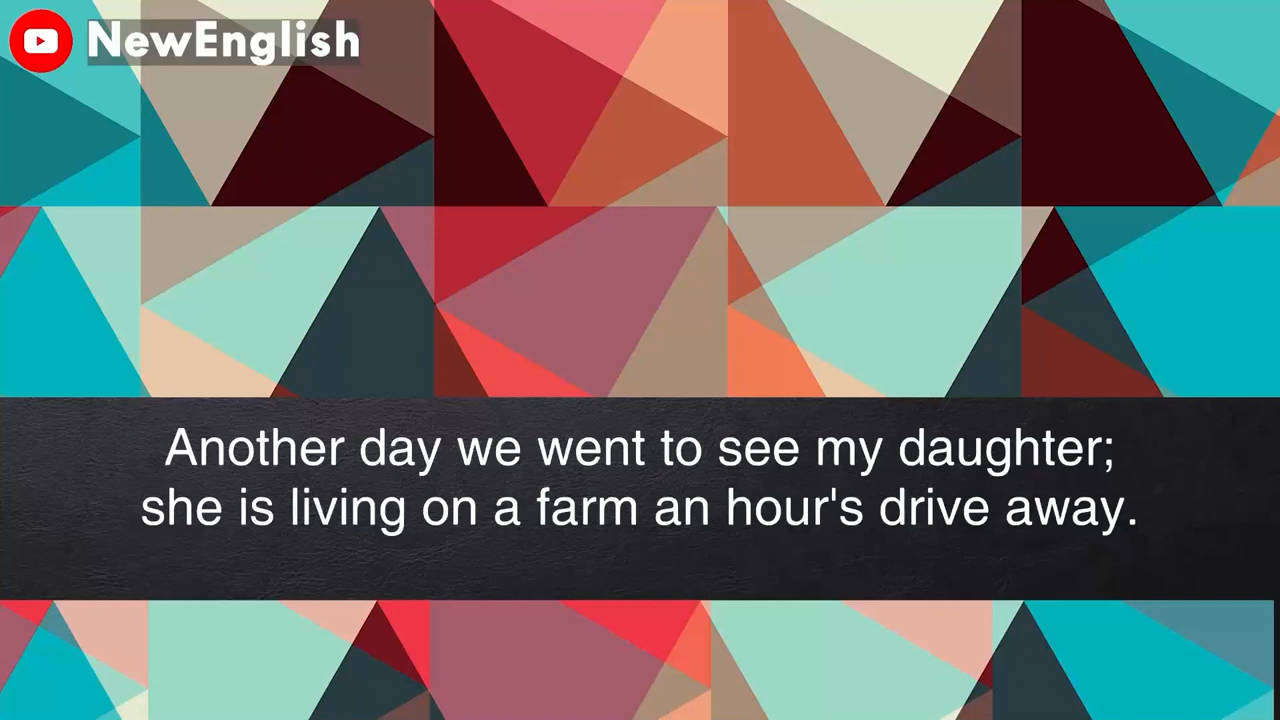 NewEnglish
Another day we went to see my daughter;
she is living on a farm an hour's drive away.